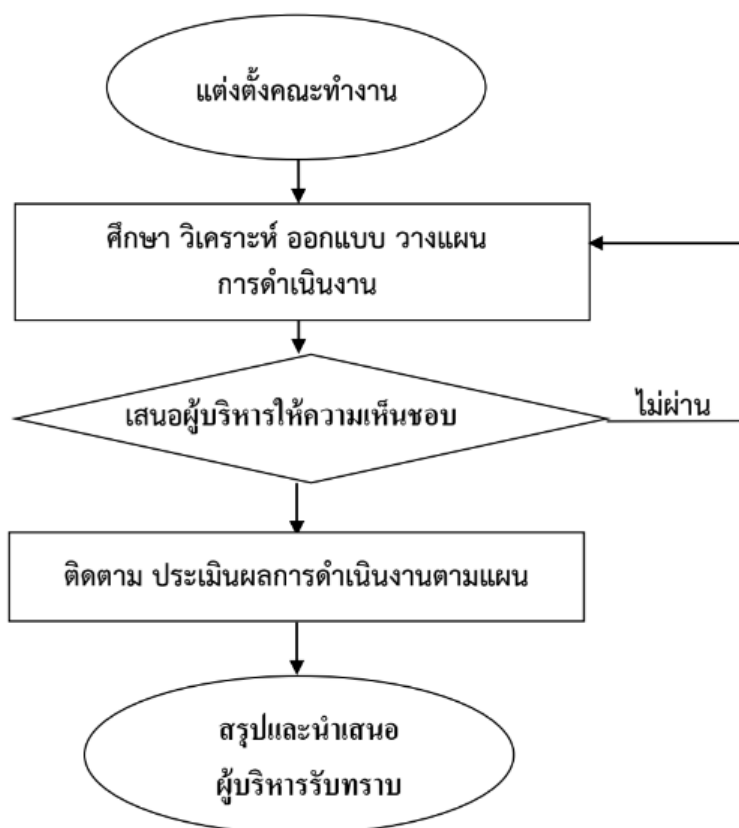 แต่งตั้งคณะทำงาน
ศึกษา วิเคราะห์ ออกแบบ วางแผน
การดำเนินงาน
เสนอผู้บริหารให้ความเห็นชอบ
ไม่ผ่าน
ติดตาม ประเมินผลการดำเนินงานตามแผน
สรุปและนำเสนอ
ผู้บริหารรับทราบ